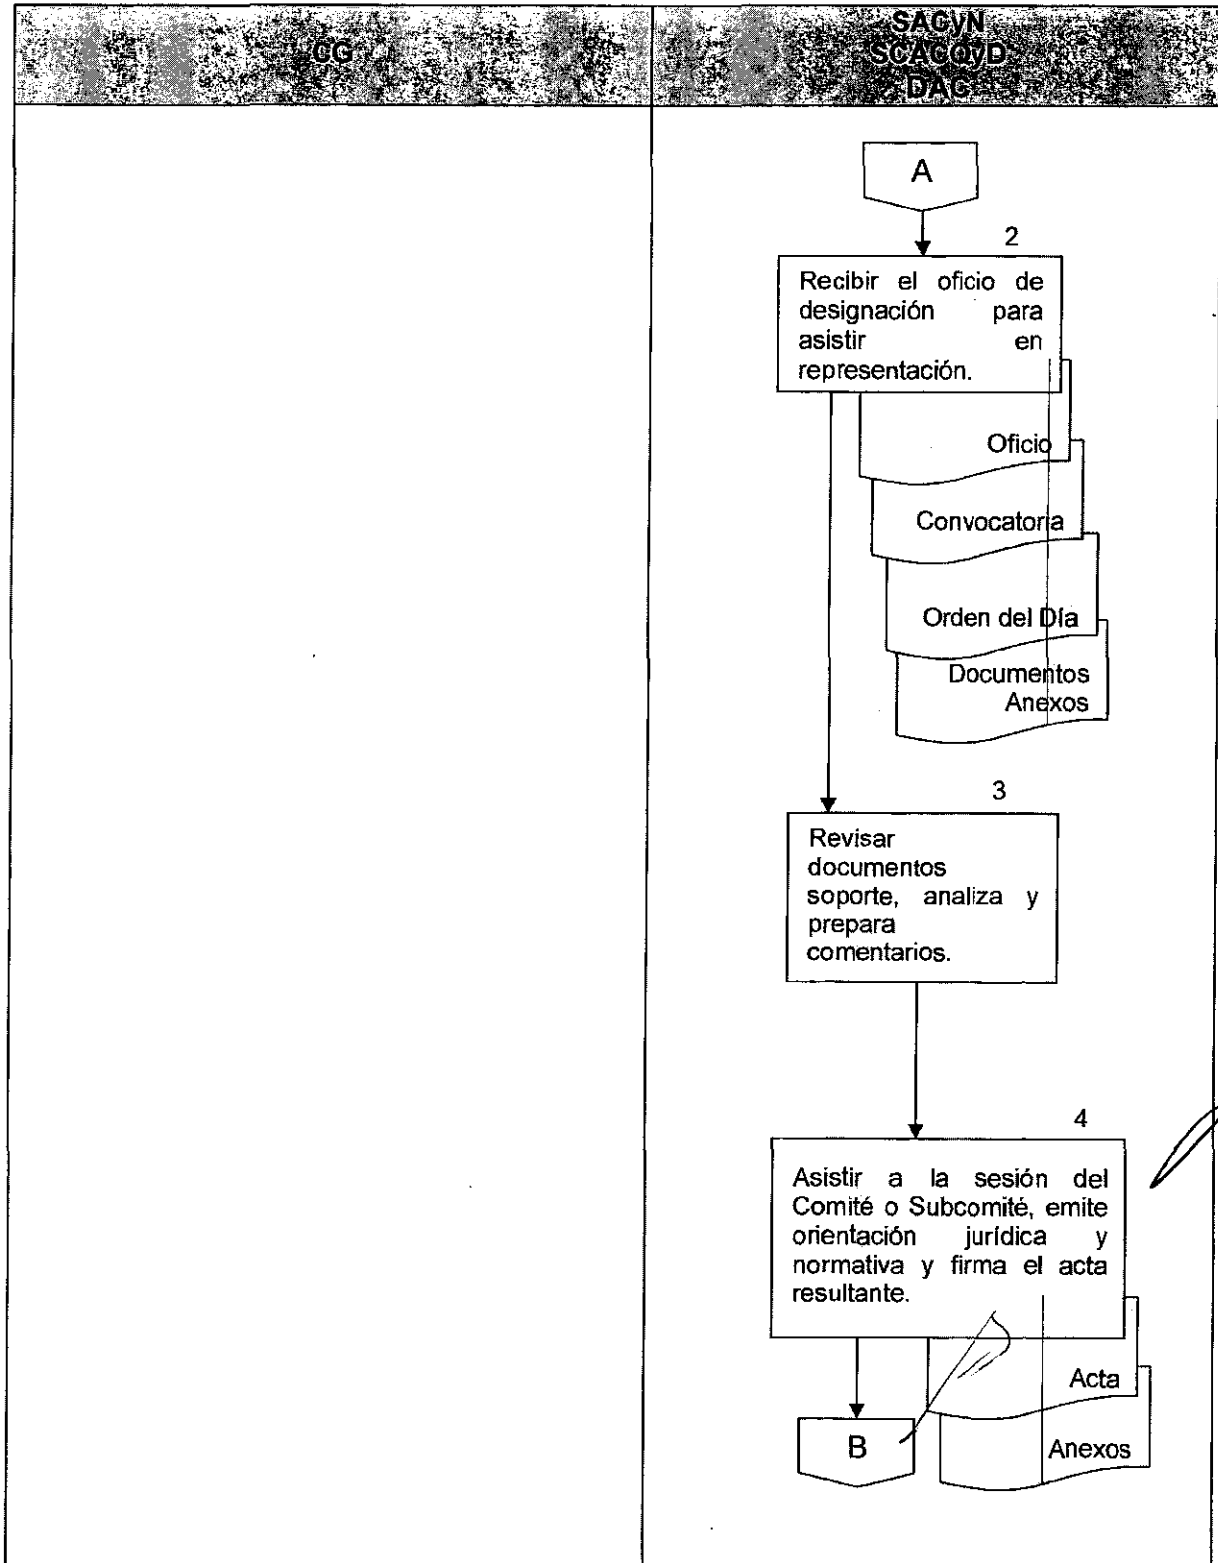 CG
SACyN
SCACQyD
DAC
A
2
Recibir el oficio de
designación para
asistir en
representación.
Oficio
Convocatoria
Orden del Día
Documentos
Anexos
3
Revisar
documentos
soporte, analiza y
prepara
comentarios.
4
Asistir a la sesión del
Comité o Subcomité, emite
orientación jurídica y
normativa y firma el acta
resultante.
Acta
B
Anexos